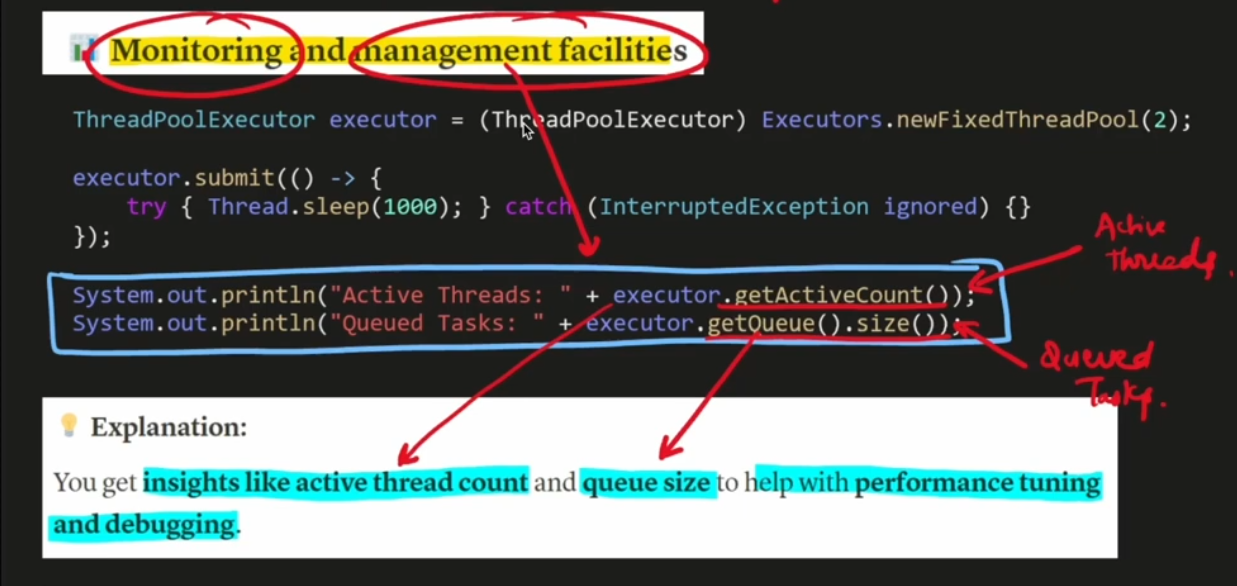 Monitoring and management facilities
ThreadPoolExecutor executor = (ThreadPoolExecutor) Executors.newFixedThreadPool(2);
executor.submit(() -> {
    try { Thread.sleep(1000); } catch (InterruptedException ignored) {}
});
Active
Threads.
System.out.println("Active Threads: " + executor.getActiveCount());
System.out.println("Queued Tasks: " + executor.getQueue().size());
Queued
Tasks.
Explanation:
You get insights like active thread count and queue size to help with performance tuning
and debugging.